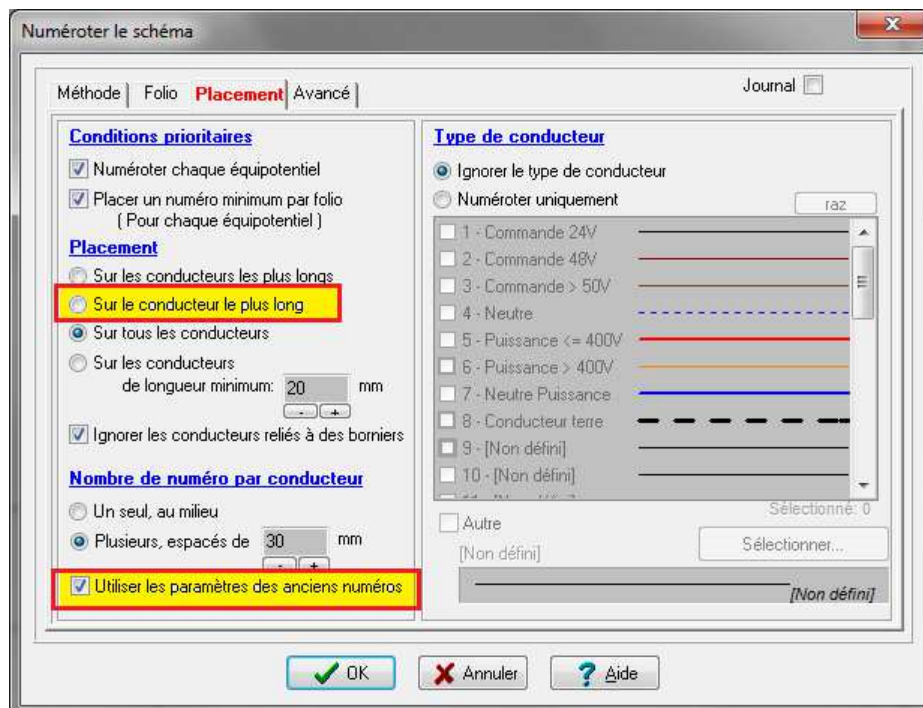 Numéroter le schéma
Méthode
Folio
Placement
Avancé
Journal
Conditions prioritaires
Numéroter chaque équipotentiel
Placer un numéro minimum par folio
( Pour chaque équipotentiel )
Placement
Sur les conducteurs les plus longs
Sur le conducteur le plus long
Sur tous les conducteurs
Sur les conducteurs
de longueur minimum: 20 mm
- +
Ignorer les conducteurs reliés à des borniers
Nombre de numéro par conducteur
Un seul, au milieu
Plusieurs, espacés de 30 mm
- +
Utiliser les paramètres des anciens numéros
Type de conducteur
Ignorer le type de conducteur
Numéroter uniquement
raz
1 - Commande 24V
2 - Commande 48V
3 - Commande > 50V
4 - Neutre
5 - Puissance <= 400V
6 - Puissance > 400V
7 - Neutre Puissance
8 - Conducteur terre
9 - [Non défini]
10 - [Non défini]
11 - [Non défini]
Sélectionné: 0
Autre
[Non défini]
Sélectionner...
[Non défini]
OK
Annuler
? Aide